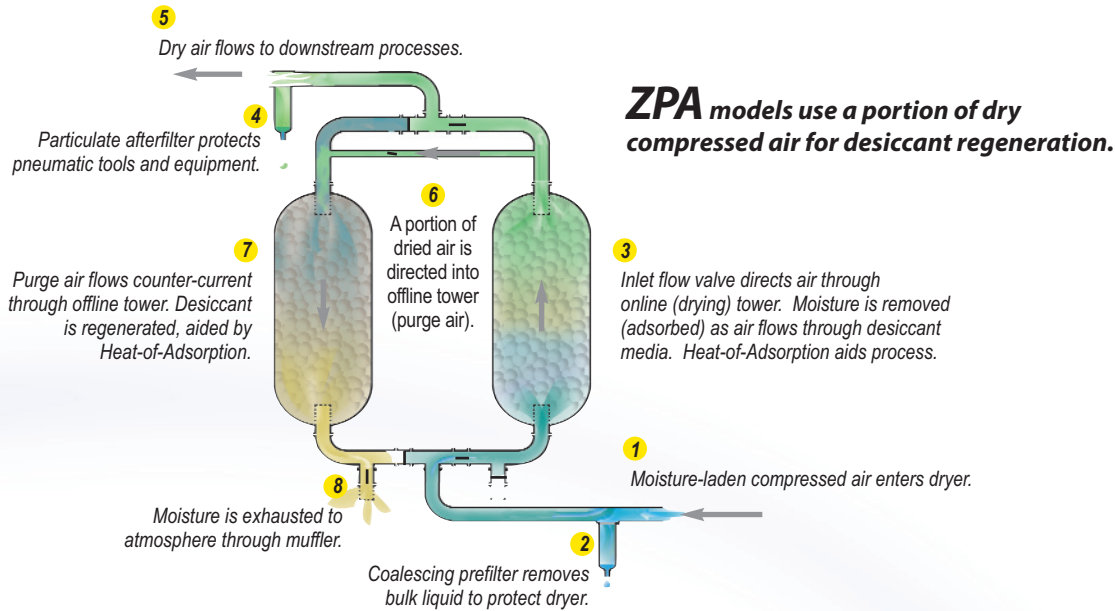 5
Dry air flows to downstream processes.
ZPA models use a portion of dry
compressed air for desiccant regeneration.
4
Particulate afterfilter protects
pneumatic tools and equipment.
6
A portion of
dried air is
directed into
offline tower
(purge air).
7
Purge air flows counter-current
through offline tower. Desiccant
is regenerated, aided by
Heat-of-Adsorption.
3
Inlet flow valve directs air through
online (drying) tower. Moisture is removed
(adsorbed) as air flows through desiccant
media. Heat-of-Adsorption aids process.
1
Moisture-laden compressed air enters dryer.
8
Moisture is exhausted to
atmosphere through muffler.
2
Coalescing prefilter removes
bulk liquid to protect dryer.